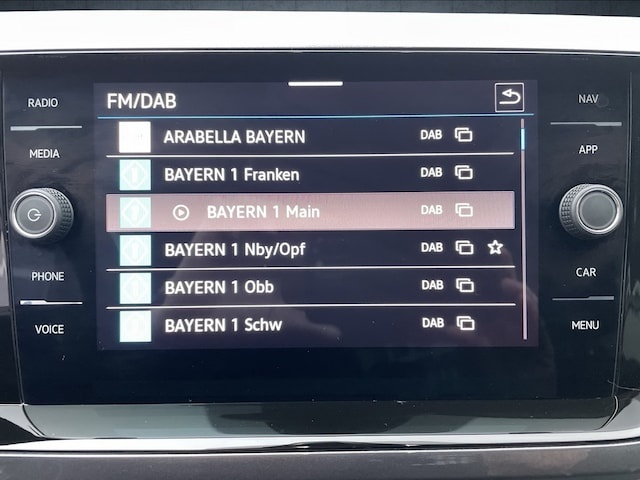 FM/DAB
ARABELLA BAYERN DAB
BAYERN 1 Franken DAB
BAYERN 1 Main DAB
BAYERN 1 Nby/Opf DAB
BAYERN 1 Obb DAB
BAYERN 1 Schw DAB
RADIO
MEDIA
PHONE
VOICE
NAV
APP
CAR
MENU